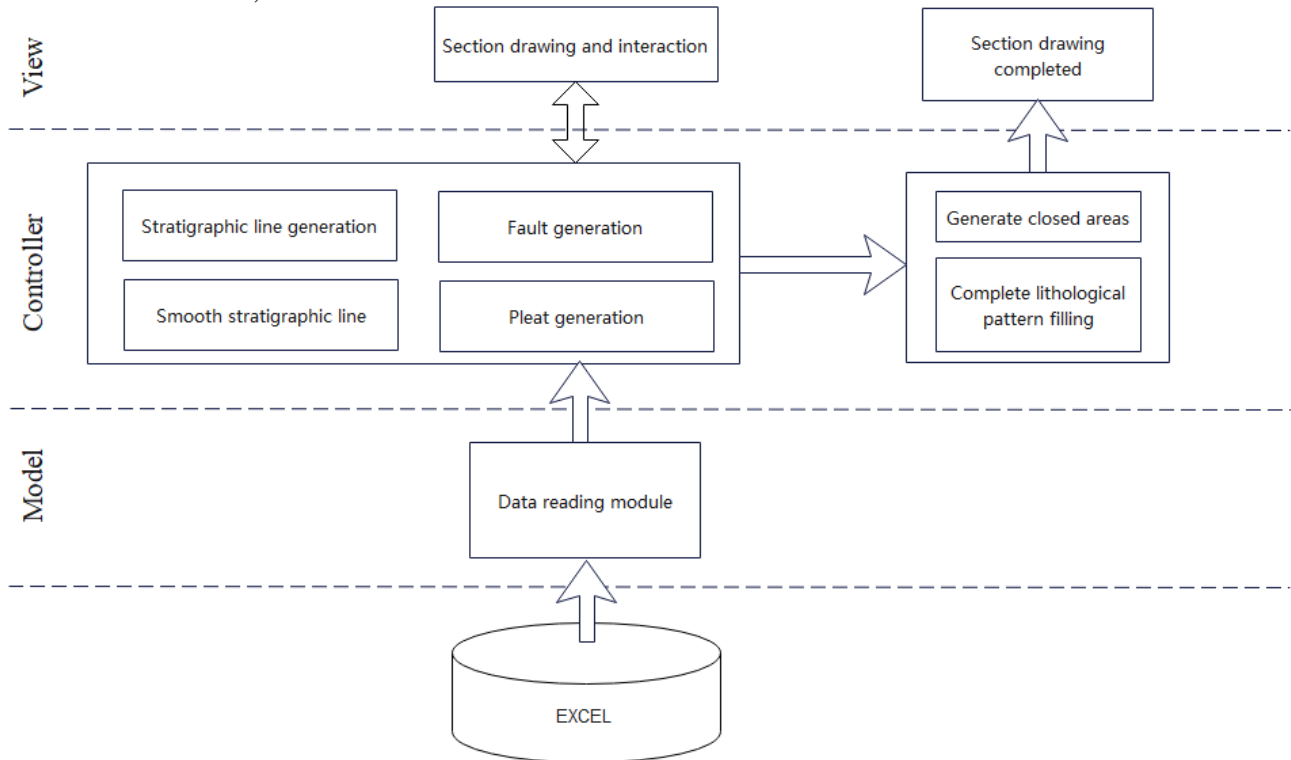 View
Section drawing and interaction
Section drawing
completed
Controller
Stratigraphic line generation
Fault generation
Smooth stratigraphic line
Pleat generation
Generate closed areas
Complete lithological
pattern filling
Model
Data reading module
EXCEL